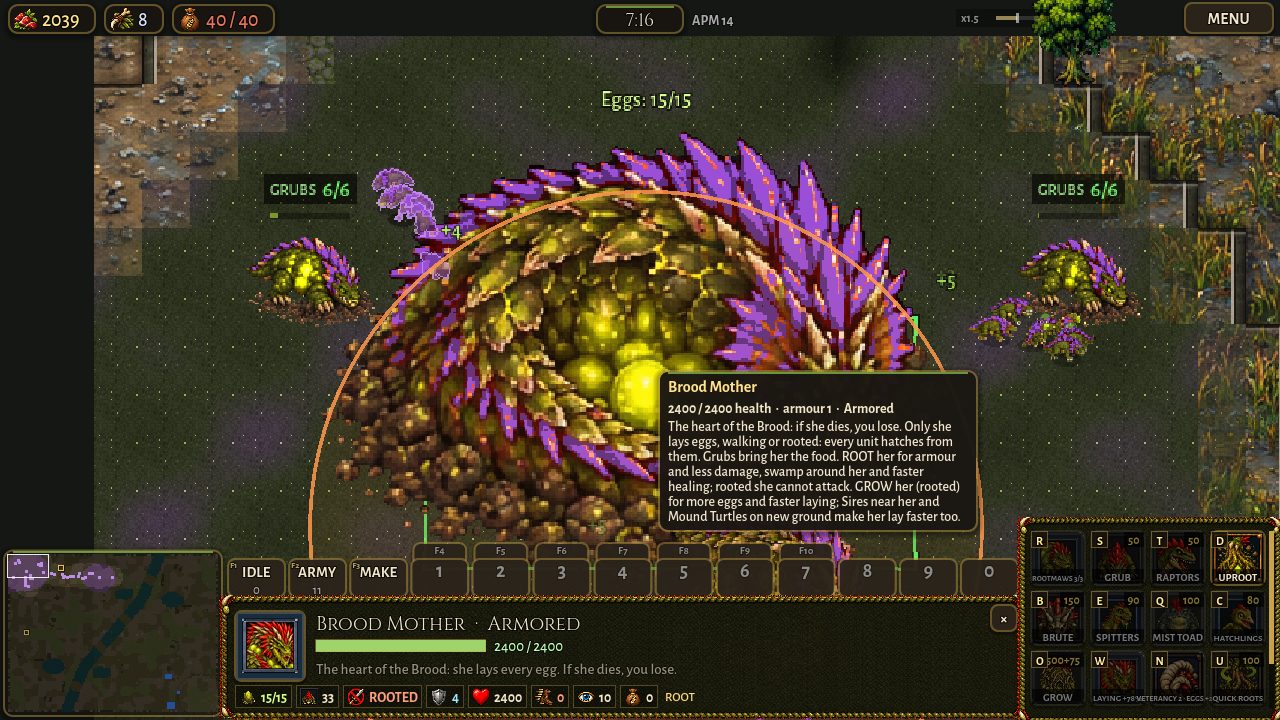 2039
8
40/40
7:16
APM 14
x1.5
MENU
Eggs: 15/15
GRUBS 6/6
GRUBS 6/6
+4
+5
Brood Mother
2400 / 2400 health · armour 1 · Armored
The heart of the Brood: if she dies, you lose. Only she
lays eggs, walking or rooted: every unit hatches from
them. Grubs bring her the food. ROOT her for armour
and less damage, swamp around her and faster
healing; rooted she cannot attack. GROW her (rooted)
for more eggs and faster laying; Sires near her and
Mound Turtles on new ground make her lay faster too.
F1 IDLE 0
F2 ARMY 11
MAKE
F4 1
F5 2
F6 3
F7 4
F8 5
F9 6
F10 7
8
9
0
Brood Mother · Armored
2400 / 2400
The heart of the Brood: she lays every egg. If she dies, you lose.
15/15
33
ROOTED
4
2400
0
10
0
ROOT
×
R ROOTMAWS 3/3
S 50 GRUB
T 50 RAPTORS
D UPROOT
B 150 BRUTE
E 90 SPITTERS
Q 100 MIST TOAD
C 80 HATCHLINGS
O 500+75 GROW
W LAYING
N VETERANCY 2 · EGGS
U 100 QUICK ROOTS